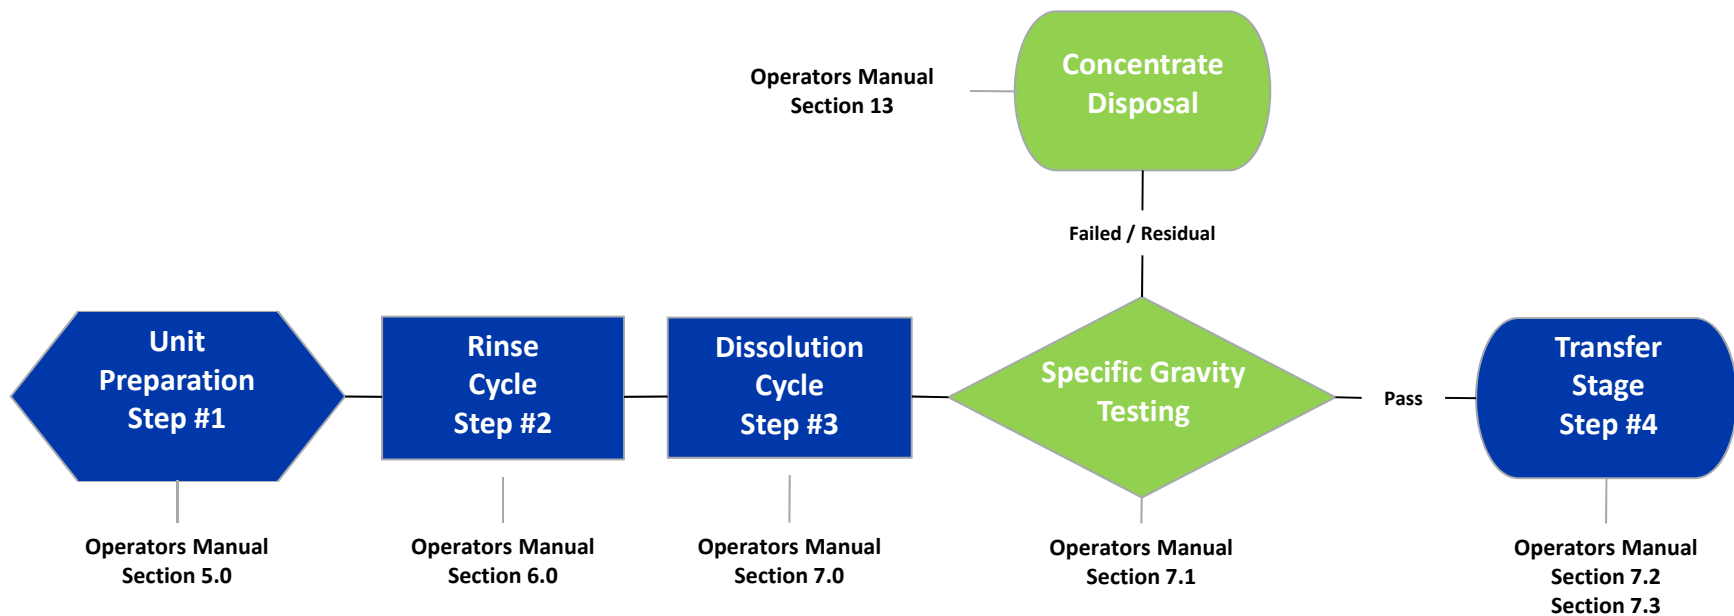 Concentrate
Disposal
Operators Manual
Section 13
Failed / Residual
Unit
Preparation
Step #1
Rinse
Cycle
Step #2
Dissolution
Cycle
Step #3
Specific Gravity
Testing
Pass
Transfer
Stage
Step #4
Operators Manual
Section 5.0
Operators Manual
Section 6.0
Operators Manual
Section 7.0
Operators Manual
Section 7.1
Operators Manual
Section 7.2
Section 7.3